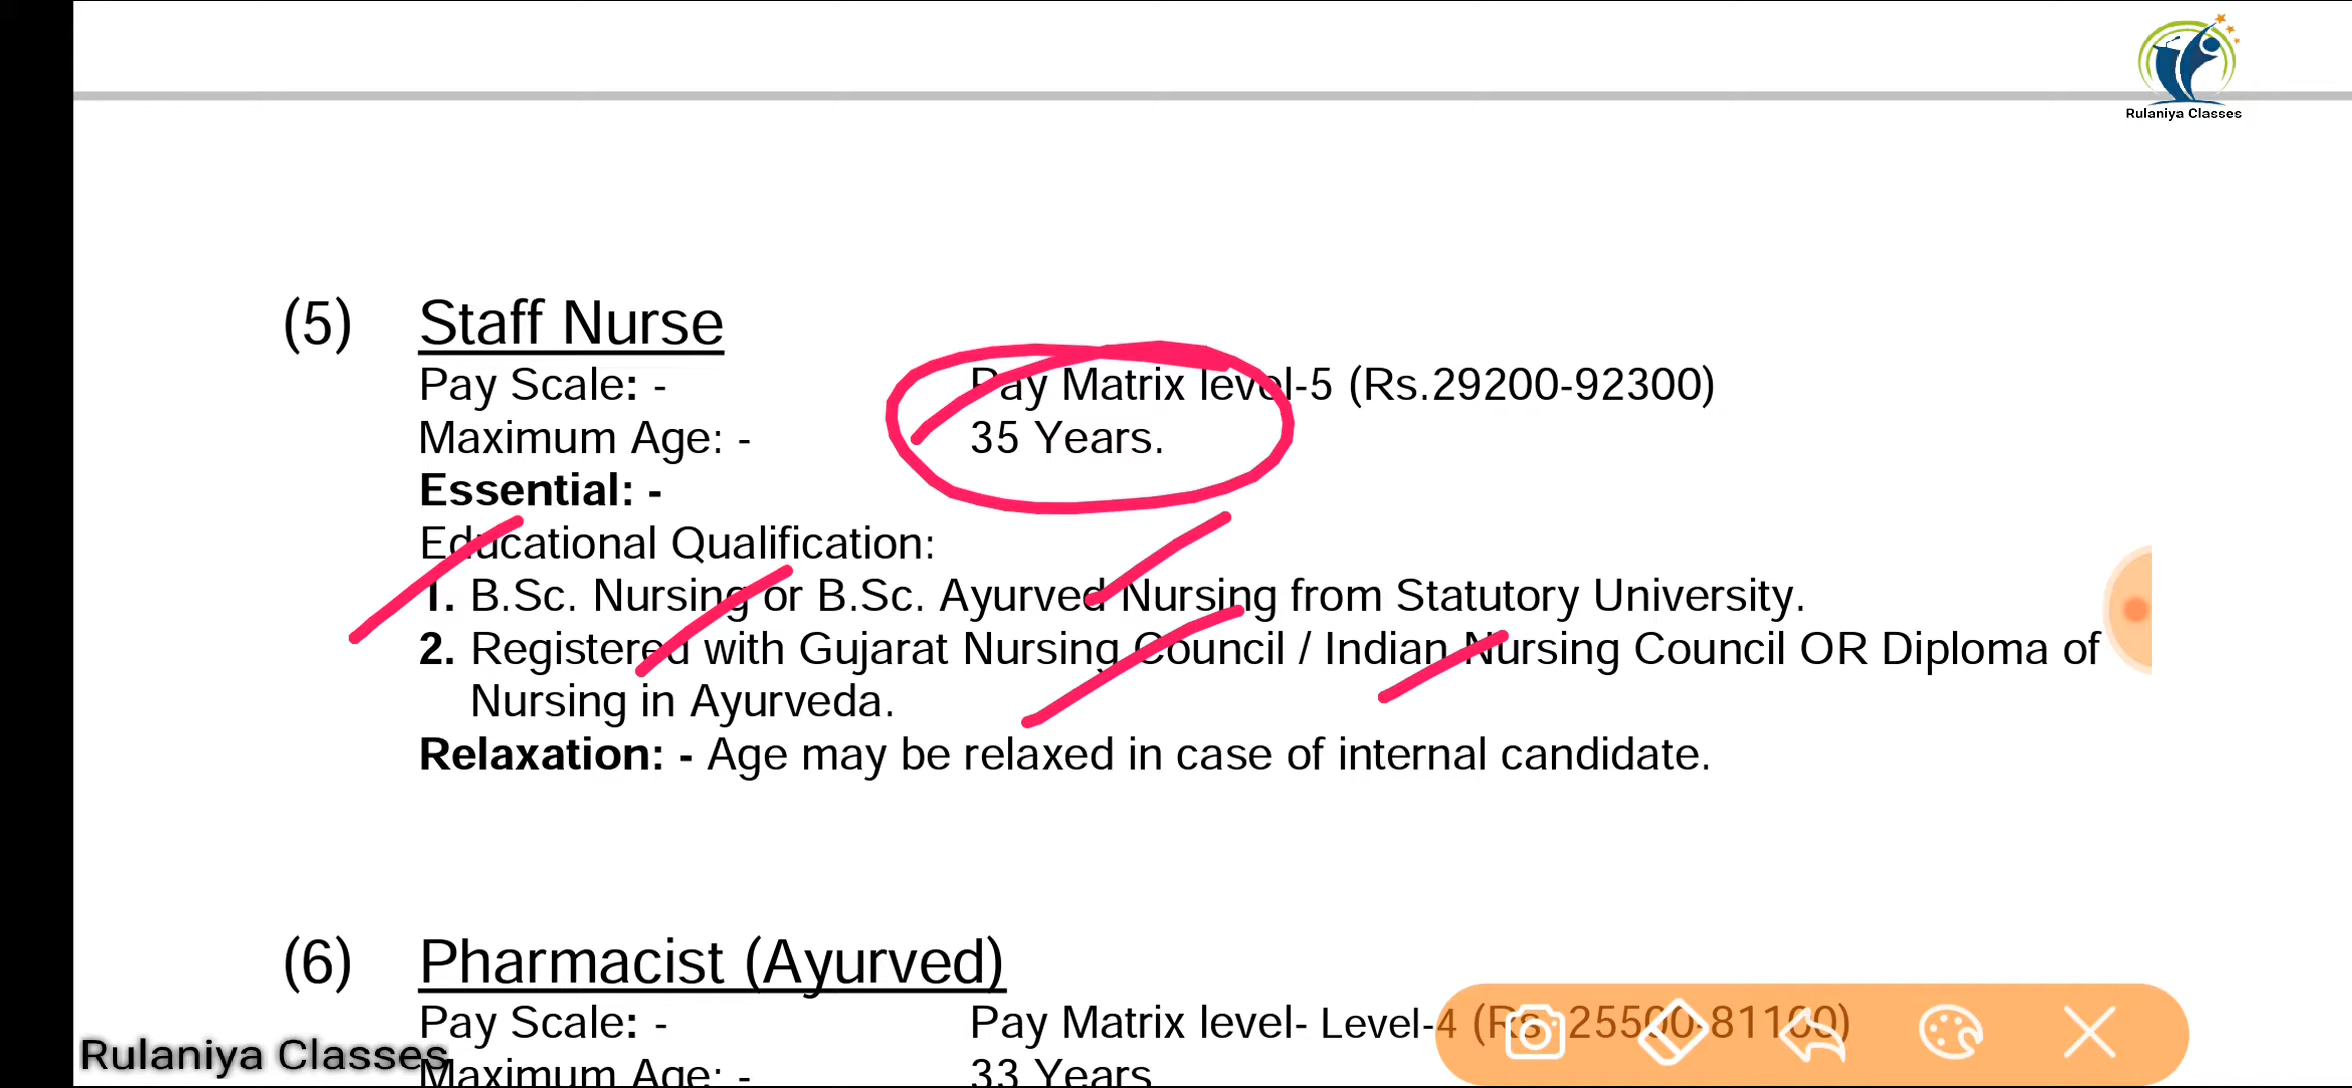 Rulaniya Classes
(5) Staff Nurse
Pay Scale: - Pay Matrix level-5 (Rs.29200-92300)
Maximum Age: - 35 Years.
Essential: -
Educational Qualification:
1. B.Sc. Nursing or B.Sc. Ayurved Nursing from Statutory University.
2. Registered with Gujarat Nursing Council / Indian Nursing Council OR Diploma of
Nursing in Ayurveda.
Relaxation: - Age may be relaxed in case of internal candidate.
(6) Pharmacist (Ayurved)
Pay Scale: - Pay Matrix level- Level-4 (Rs. 25500-81100)
Rulaniya Classes
Maximum Age: - 33 Years